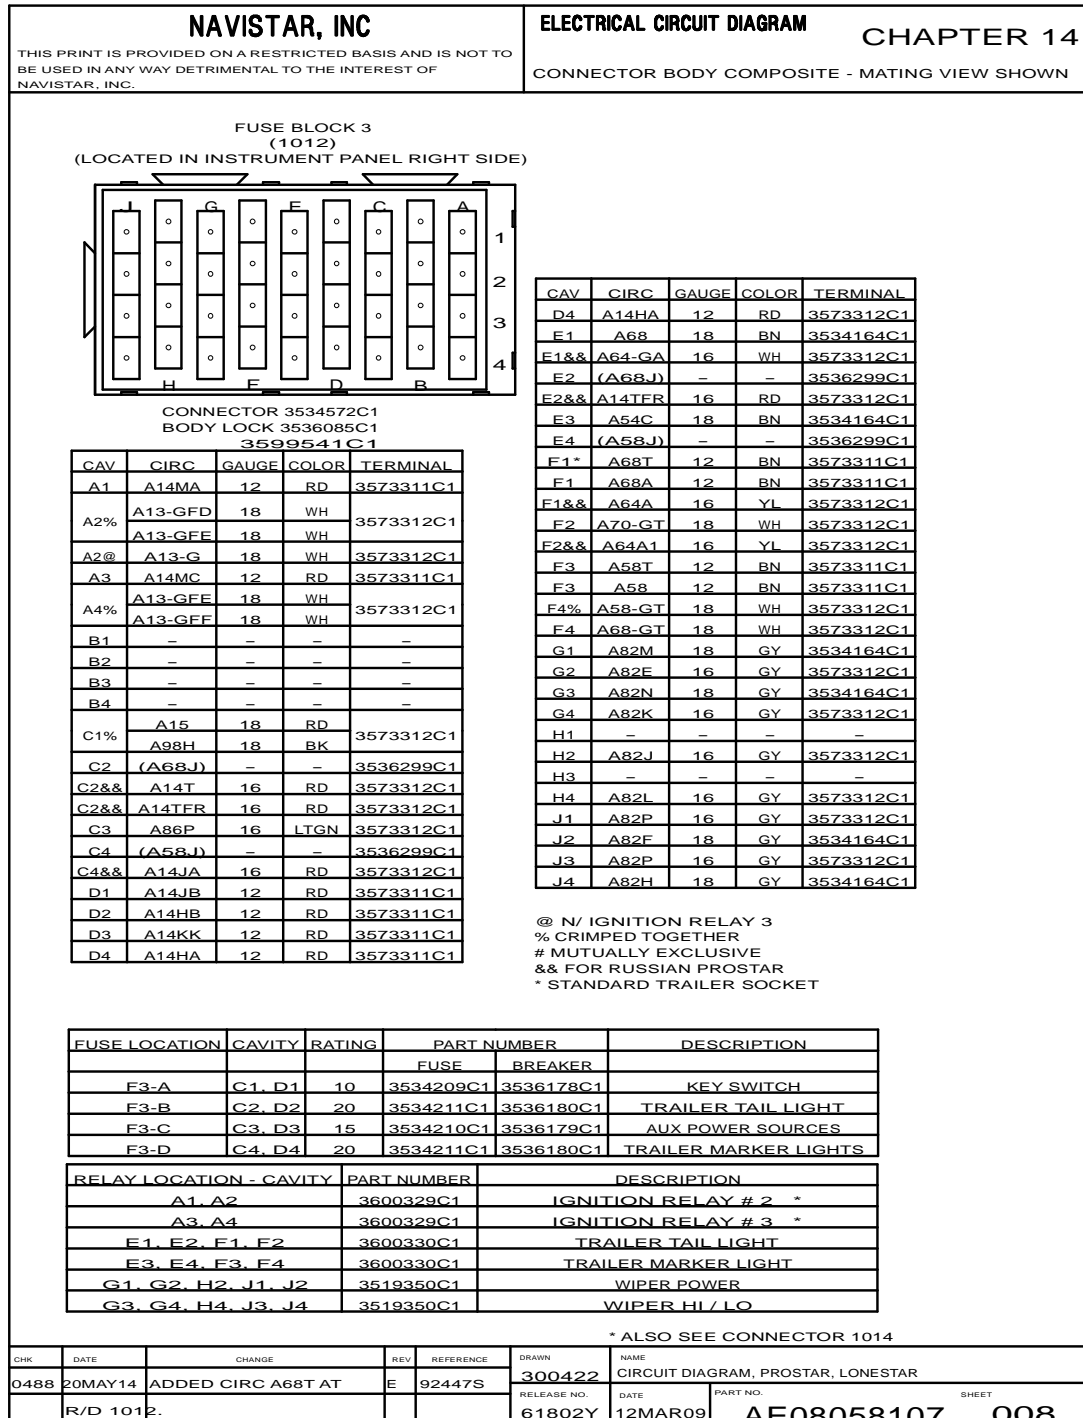 NAVISTAR, INC
THIS PRINT IS PROVIDED ON A RESTRICTED BASIS AND IS NOT TO
BE USED IN ANY WAY DETRIMENTAL TO THE INTEREST OF
NAVISTAR, INC.
ELECTRICAL CIRCUIT DIAGRAM
CHAPTER 14
CONNECTOR BODY COMPOSITE - MATING VIEW SHOWN
FUSE BLOCK 3
(1012)
(LOCATED IN INSTRUMENT PANEL RIGHT SIDE)
J G E C A
1
2
3
4
H F D B
CONNECTOR 3534572C1
BODY LOCK 3536085C1
3599541C1
CAV CIRC GAUGE COLOR TERMINAL
A1 A14MA 12 RD 3573311C1
A2% A13-GFD 18 WH 3573312C1
A13-GFE 18 WH
A2@ A13-G 18 WH 3573312C1
A3 A14MC 12 RD 3573311C1
A4% A13-GFE 18 WH 3573312C1
A13-GFF 18 WH
B1 – – – –
B2 – – – –
B3 – – – –
B4 – – – –
C1% A15 18 RD 3573312C1
A98H 18 BK
C2 (A68J) – – 3536299C1
C2&& A14T 16 RD 3573312C1
C2&& A14TFR 16 RD 3573312C1
C3 A86P 16 LTGN 3573312C1
C4 (A58J) – – 3536299C1
C4&& A14JA 16 RD 3573312C1
D1 A14JB 12 RD 3573311C1
D2 A14HB 12 RD 3573311C1
D3 A14KK 12 RD 3573311C1
D4 A14HA 12 RD 3573311C1
CAV CIRC GAUGE COLOR TERMINAL
D4 A14HA 12 RD 3573312C1
E1 A68 18 BN 3534164C1
E1&& A64-GA 16 WH 3573312C1
E2 (A68J) – – 3536299C1
E2&& A14TFR 16 RD 3573312C1
E3 A54C 18 BN 3534164C1
E4 (A58J) – – 3536299C1
F1* A68T 12 BN 3573311C1
F1 A68A 12 BN 3573311C1
F1&& A64A 16 YL 3573312C1
F2 A70-GT 18 WH 3573312C1
F2&& A64A1 16 YL 3573312C1
F3 A58T 12 BN 3573311C1
F3 A58 12 BN 3573311C1
F4% A58-GT 18 WH 3573312C1
F4 A68-GT 18 WH 3573312C1
G1 A82M 18 GY 3534164C1
G2 A82E 16 GY 3573312C1
G3 A82N 18 GY 3534164C1
G4 A82K 16 GY 3573312C1
H1 – – – –
H2 A82J 16 GY 3573312C1
H3 – – – –
H4 A82L 16 GY 3573312C1
J1 A82P 16 GY 3573312C1
J2 A82F 18 GY 3534164C1
J3 A82P 16 GY 3573312C1
J4 A82H 18 GY 3534164C1
@ N/ IGNITION RELAY 3
% CRIMPED TOGETHER
# MUTUALLY EXCLUSIVE
&& FOR RUSSIAN PROSTAR
* STANDARD TRAILER SOCKET
FUSE LOCATION CAVITY RATING PART NUMBER DESCRIPTION
FUSE BREAKER
F3-A C1, D1 10 3534209C1 3536178C1 KEY SWITCH
F3-B C2, D2 20 3534211C1 3536180C1 TRAILER TAIL LIGHT
F3-C C3, D3 15 3534210C1 3536179C1 AUX POWER SOURCES
F3-D C4, D4 20 3534211C1 3536180C1 TRAILER MARKER LIGHTS
RELAY LOCATION - CAVITY PART NUMBER DESCRIPTION
A1, A2 3600329C1 IGNITION RELAY # 2 *
A3, A4 3600329C1 IGNITION RELAY # 3 *
E1, E2, F1, F2 3600330C1 TRAILER TAIL LIGHT
E3, E4, F3, F4 3600330C1 TRAILER MARKER LIGHT
G1, G2, H2, J1, J2 3519350C1 WIPER POWER
G3, G4, H4, J3, J4 3519350C1 WIPER HI / LO
* ALSO SEE CONNECTOR 1014
CHK DATE CHANGE REV REFERENCE
0488 20MAY14 ADDED CIRC A68T AT E 92447S
R/D 1012.
DRAWN NAME
300422 CIRCUIT DIAGRAM, PROSTAR, LONESTAR
RELEASE NO. DATE PART NO. SHEET
61802Y 12MAR09 AE08058107 008